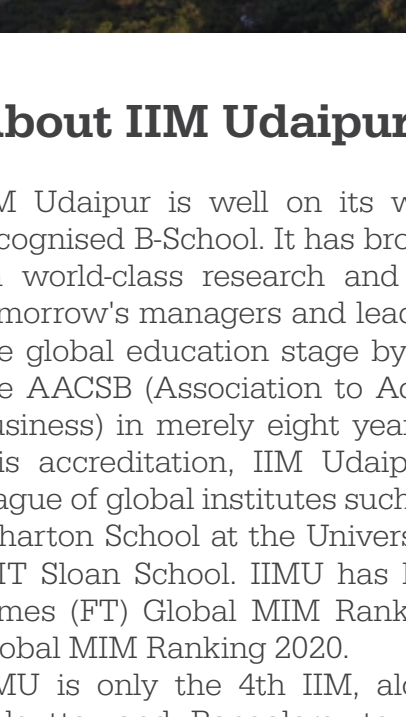 About IIM Udaipur
M Udaipur is well on its w
cognised B-School. It has bro
world-class research and
morrow's managers and lead
e global education stage by
e AACSB (Association to Ac
usiness) in merely eight year
is accreditation, IIM Udaip
ague of global institutes such
harton School at the Univers
IT Sloan School. IIMU has
mes (FT) Global MIM Rank
obal MIM Ranking 2020.
MU is only the 4th IIM, alo